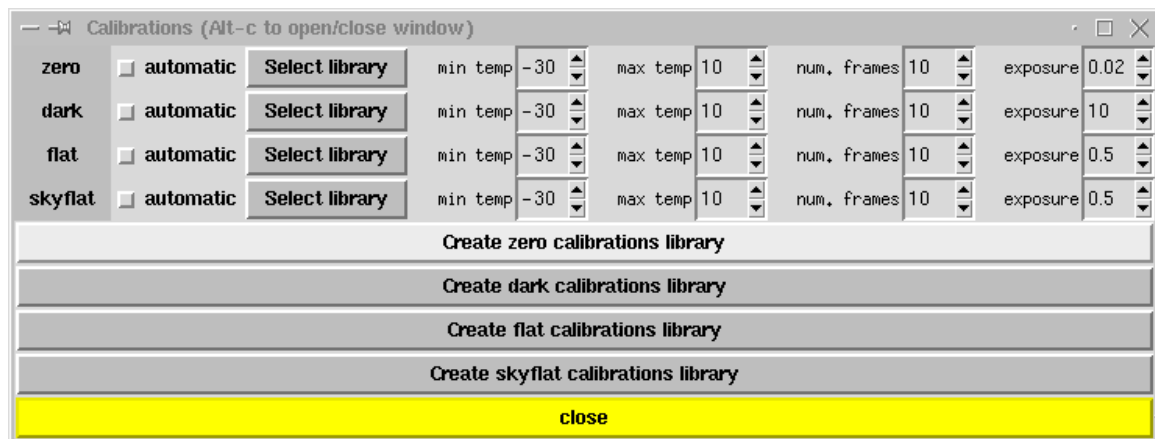 Calibrations (Alt-c to open/close window)
zero automatic Select library min temp -30 max temp 10 num. frames 10 exposure 0.02
dark automatic Select library min temp -30 max temp 10 num. frames 10 exposure 10
flat automatic Select library min temp -30 max temp 10 num. frames 10 exposure 0.5
skyflat automatic Select library min temp -30 max temp 10 num. frames 10 exposure 0.5
Create zero calibrations library
Create dark calibrations library
Create flat calibrations library
Create skyflat calibrations library
close